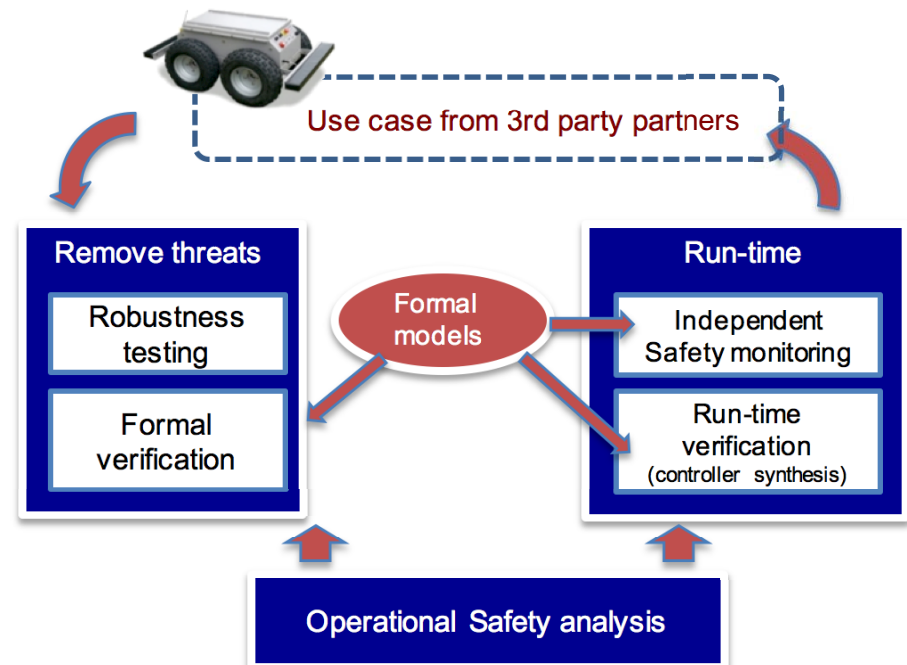 Use case from 3rd party partners
Remove threats
Robustness
testing
Formal
verification
Formal
models
Run-time
Independent
Safety monitoring
Run-time
verification
(controller synthesis)
Operational Safety analysis